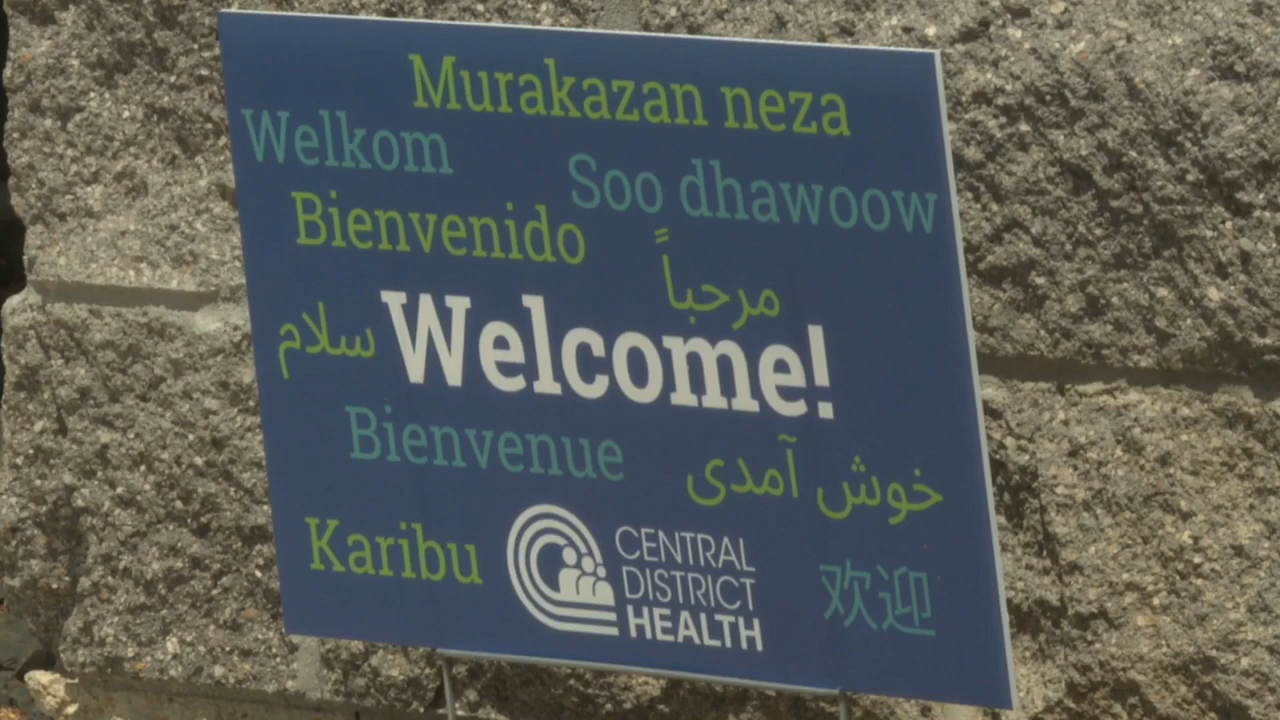 Murakazan neza
Welkom
Soo dhawoow
Bienvenido
مرحباً
سلام
Welcome!
Bienvenue
خوش آمدی
Karibu
CENTRAL
DISTRICT
HEALTH
欢迎